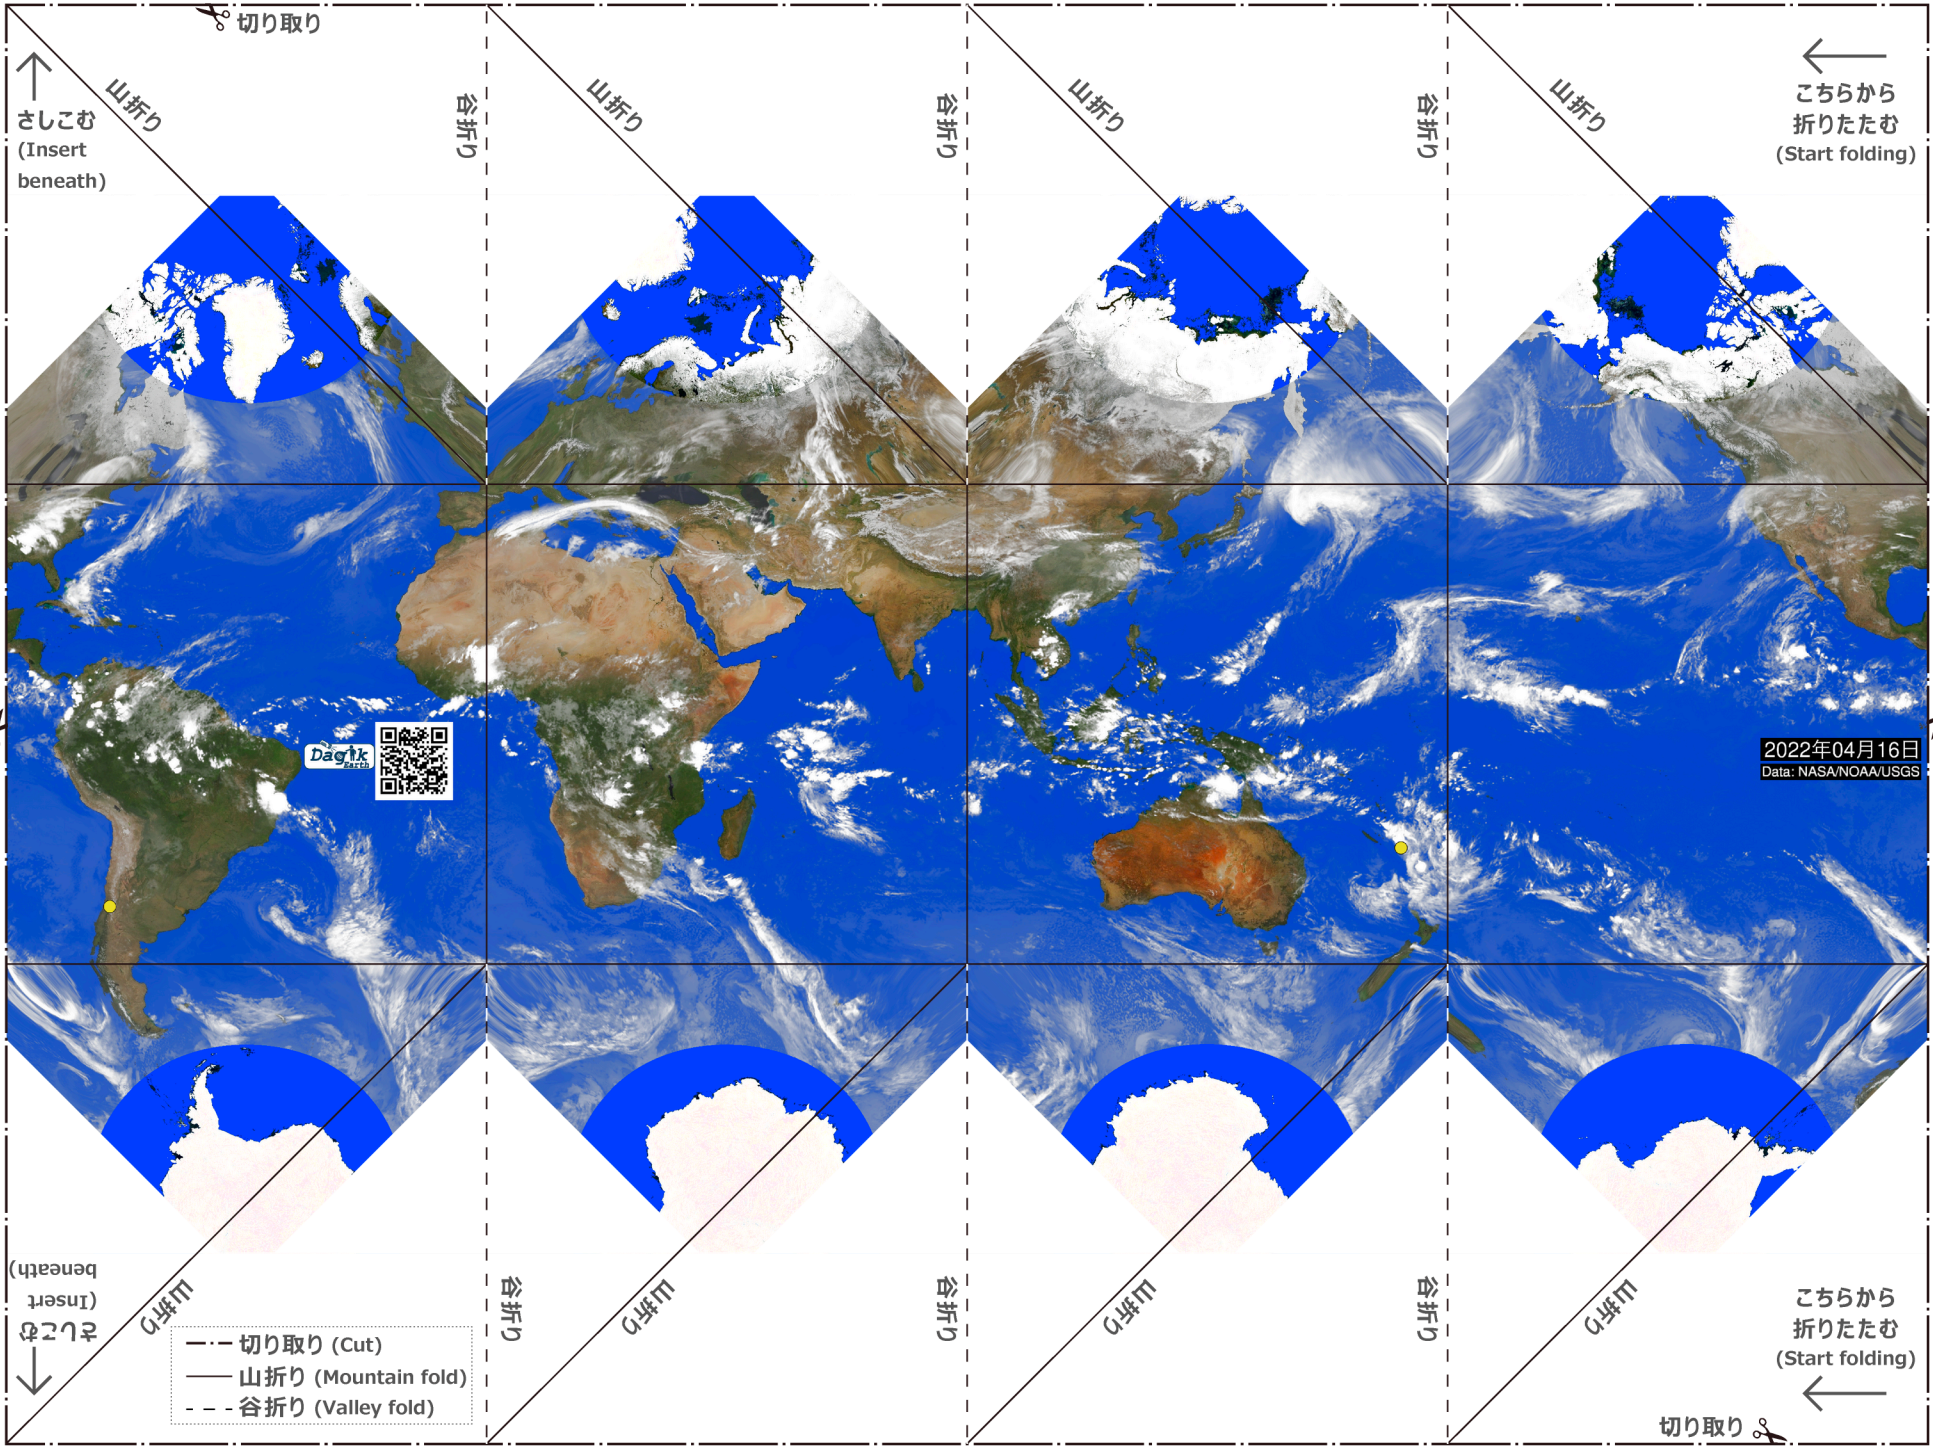 切り取り
さしこむ
(Insert
beneath)
山折り
谷折り
山折り
谷折り
山折り
谷折り
山折り
こちらから
折りたたむ
(Start folding)
Dagik
Earth
2022年04月16日
Data: NASA/NOAA/USGS
さしこむ
(Insert
beneath)
山折り
谷折り
山折り
谷折り
山折り
谷折り
山折り
こちらから
折りたたむ
(Start folding)
切り取り (Cut)
山折り (Mountain fold)
谷折り (Valley fold)
切り取り